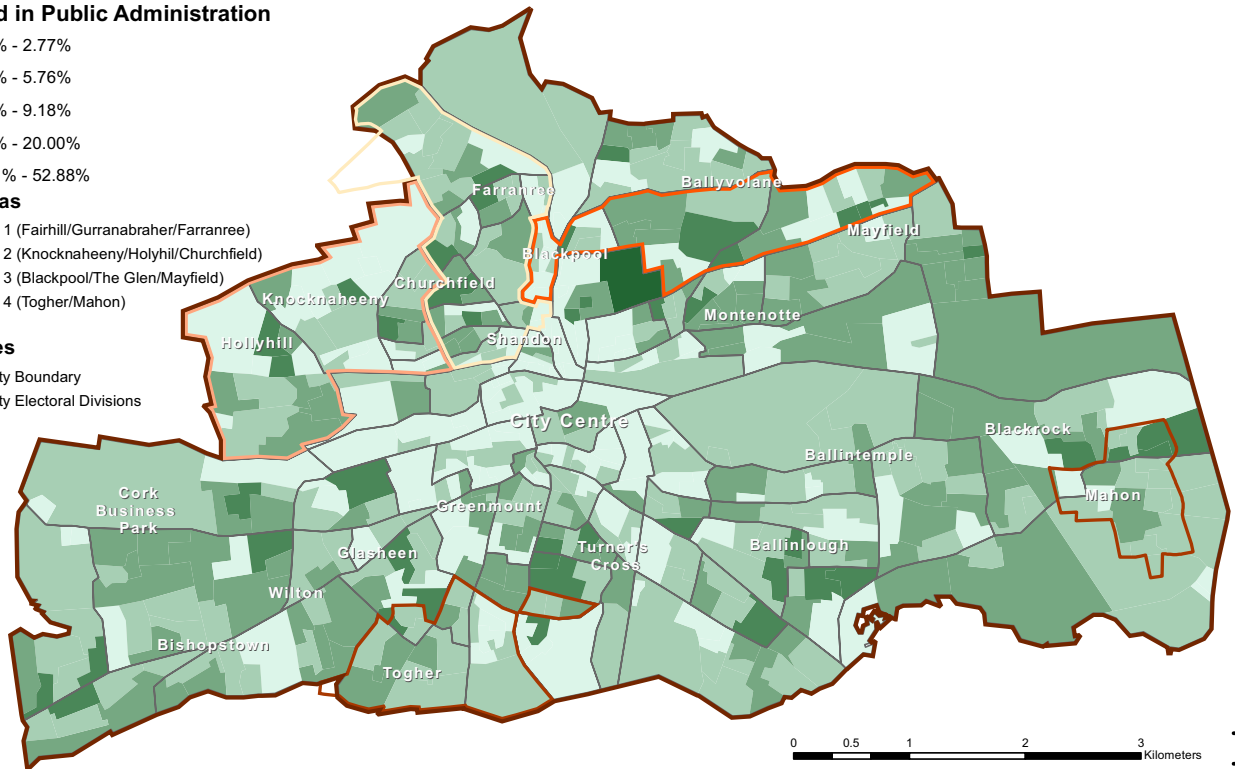 d in Public Administration
% - 2.77%
% - 5.76%
% - 9.18%
% - 20.00%
1% - 52.88%
as
1 (Fairhill/Gurranabraher/Farranree)
2 (Knocknaheeny/Holyhil/Churchfield)
3 (Blackpool/The Glen/Mayfield)
4 (Togher/Mahon)
es
ty Boundary
ty Electoral Divisions
Farranree
Ballyvolane
Mayfield
Blackpool
Churchfield
Knocknaheeny
Montenotte
Shandon
Hollyhill
City Centre
Blackrock
Ballintemple
Cork
Business
Park
Mahon
Greenmount
Glasheen
Turner's
Cross
Ballinlough
Wilton
Bishopstown
Togher
0 0.5 1 2 3
Kilometers